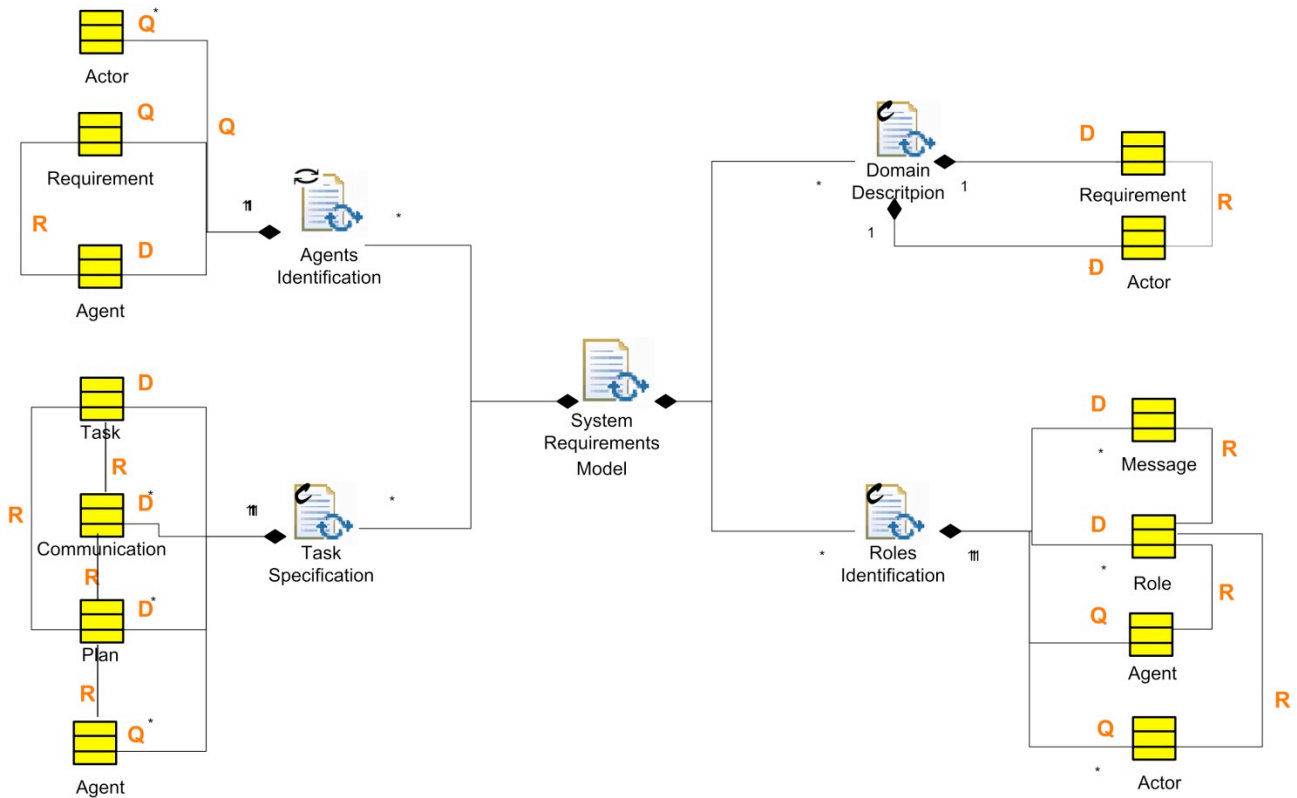 Q*
Actor
Q
Q
Requirement
R
D
Agent
11
*
Agents
Identification
D
Task
R
R
D*
Communication
R
D*
Plan
R
Q*
Agent
*
Task
Specification
System
Requirements
Model
Domain
Descritpion
*
1
1
D
Requirement
R
D
Actor
Roles
Identification
*
D
*
Message
R
D
*
Role
R
Q
Agent
R
Q
*
Actor